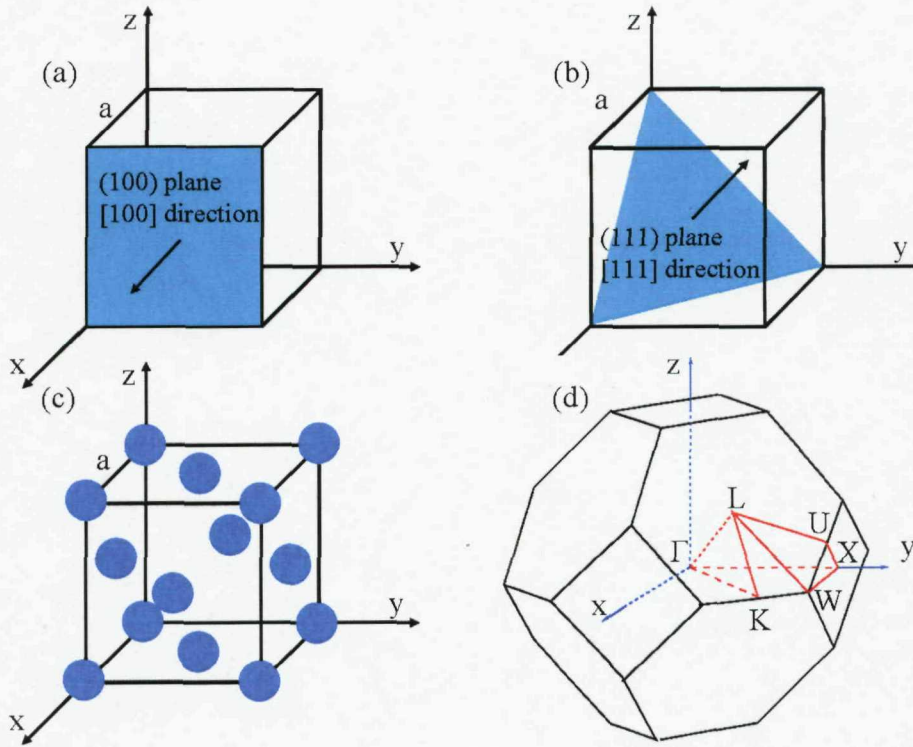 (a)
z
a
(100) plane
[100] direction
y
x
(b)
z
a
(111) plane
[111] direction
y
x
(c)
z
a
y
x
(d)
z
L
U
Γ
X
y
x
W
K